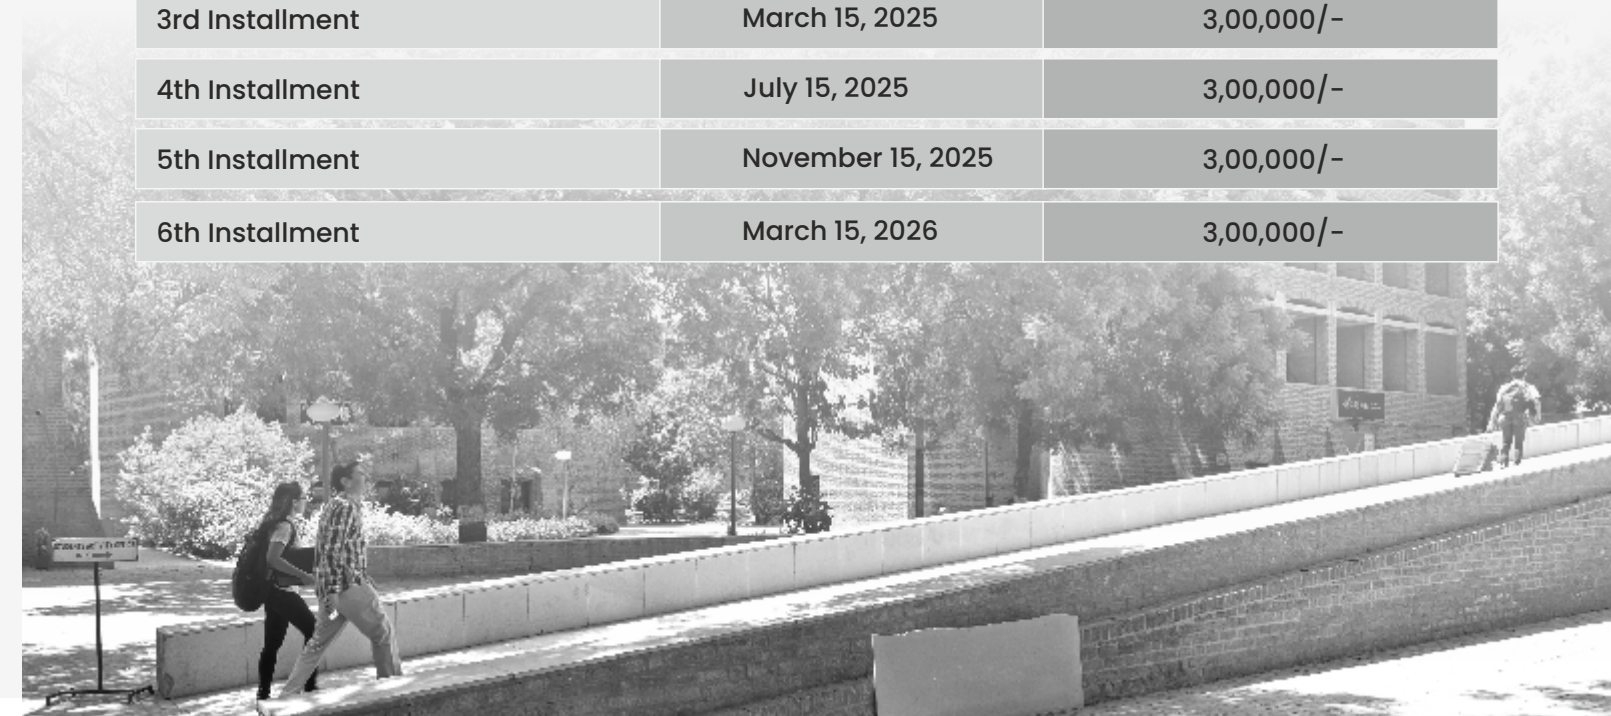 3rd Installment March 15, 2025 3,00,000/-
4th Installment July 15, 2025 3,00,000/-
5th Installment November 15, 2025 3,00,000/-
6th Installment March 15, 2026 3,00,000/-